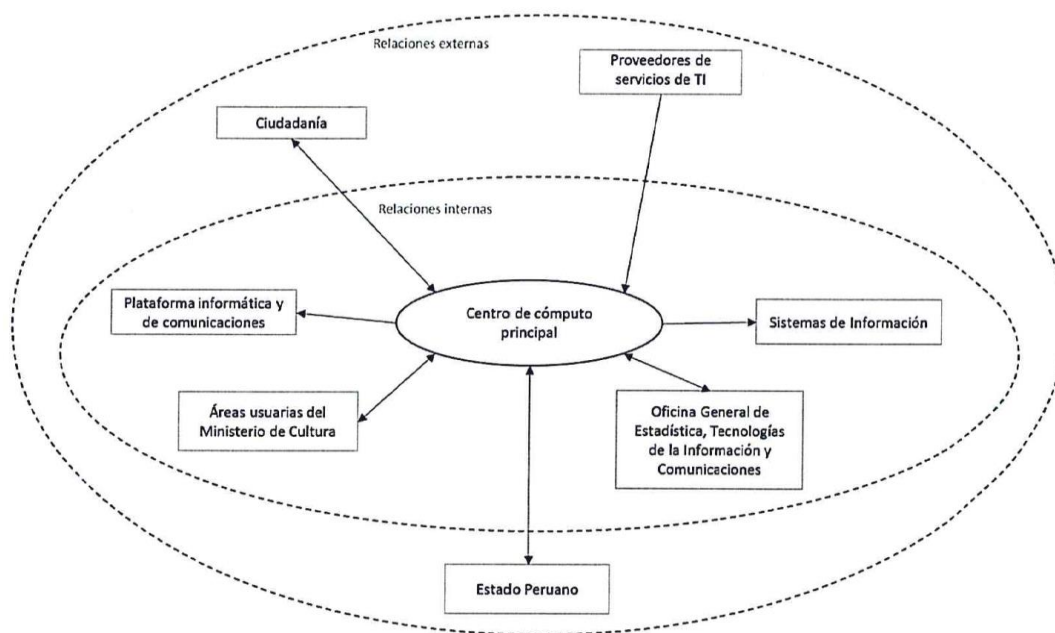 Relaciones externas
Proveedores de
servicios de TI
Ciudadanía
Relaciones internas
Plataforma informática y
de comunicaciones
Centro de cómputo
principal
Sistemas de Información
Áreas usuarias del
Ministerio de Cultura
Oficina General de
Estadística, Tecnologías
de la Información y
Comunicaciones
Estado Peruano